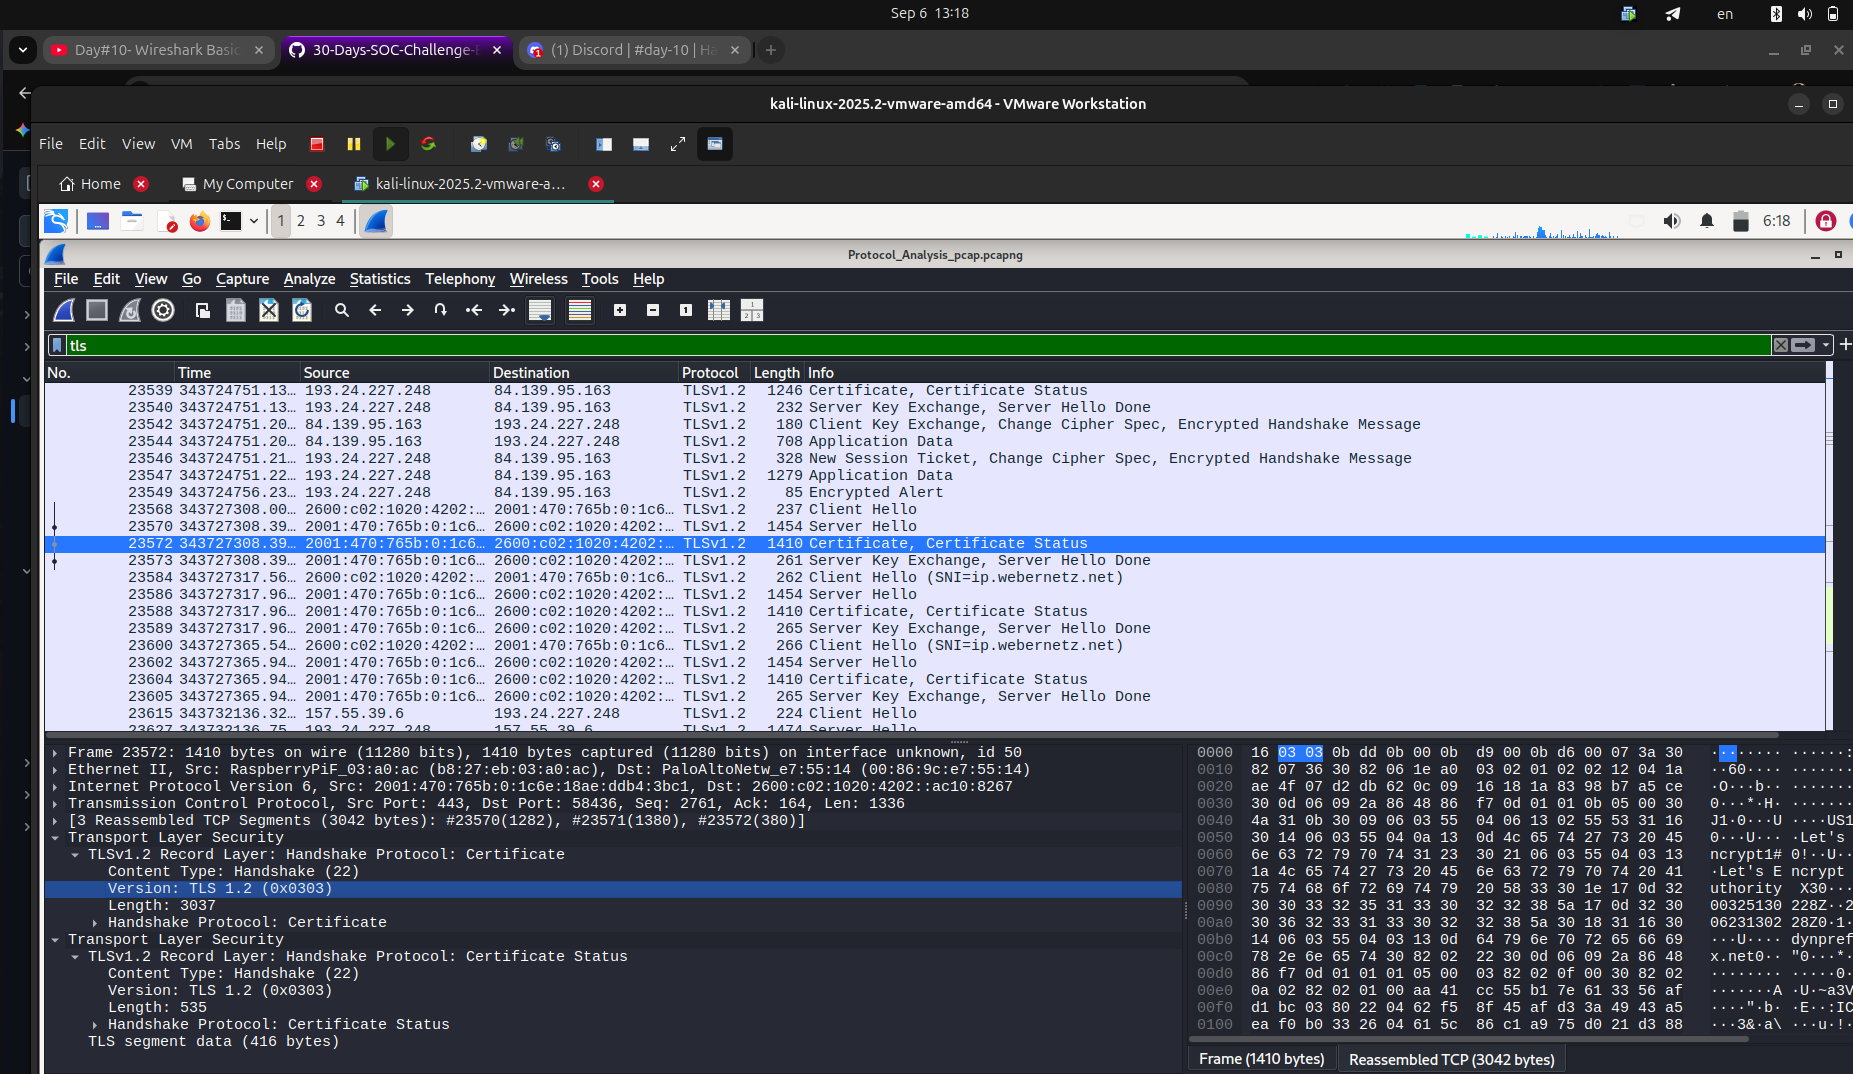 Sep 6 13:18
en
Day#10- Wireshark Basic
30-Days-SOC-Challenge-
(1) Discord | #day-10 | Ha
kali-linux-2025.2-vmware-amd64 - VMware Workstation
File Edit View VM Tabs Help
Home My Computer kali-linux-2025.2-vmware-a...
1 2 3 4 6:18
Protocol_Analysis_pcap.pcapng
File Edit View Go Capture Analyze Statistics Telephony Wireless Tools Help
tls
No. Time Source Destination Protocol Length Info
23539 343724751.13… 193.24.227.248 84.139.95.163 TLSv1.2 1246 Certificate, Certificate Status
23540 343724751.13… 193.24.227.248 84.139.95.163 TLSv1.2 232 Server Key Exchange, Server Hello Done
23542 343724751.20… 84.139.95.163 193.24.227.248 TLSv1.2 180 Client Key Exchange, Change Cipher Spec, Encrypted Handshake Message
23544 343724751.20… 84.139.95.163 193.24.227.248 TLSv1.2 708 Application Data
23546 343724751.21… 193.24.227.248 84.139.95.163 TLSv1.2 328 New Session Ticket, Change Cipher Spec, Encrypted Handshake Message
23547 343724751.22… 193.24.227.248 84.139.95.163 TLSv1.2 1279 Application Data
23549 343724756.23… 193.24.227.248 84.139.95.163 TLSv1.2 85 Encrypted Alert
23568 343727308.00… 2600:c02:1020:4202:… 2001:470:765b:0:1c6… TLSv1.2 237 Client Hello
23570 343727308.39… 2001:470:765b:0:1c6… 2600:c02:1020:4202:… TLSv1.2 1454 Server Hello
23572 343727308.39… 2001:470:765b:0:1c6… 2600:c02:1020:4202:… TLSv1.2 1410 Certificate, Certificate Status
23573 343727308.39… 2001:470:765b:0:1c6… 2600:c02:1020:4202:… TLSv1.2 261 Server Key Exchange, Server Hello Done
23584 343727317.56… 2600:c02:1020:4202:… 2001:470:765b:0:1c6… TLSv1.2 262 Client Hello (SNI=ip.webernetz.net)
23586 343727317.96… 2001:470:765b:0:1c6… 2600:c02:1020:4202:… TLSv1.2 1454 Server Hello
23588 343727317.96… 2001:470:765b:0:1c6… 2600:c02:1020:4202:… TLSv1.2 1410 Certificate, Certificate Status
23589 343727317.96… 2001:470:765b:0:1c6… 2600:c02:1020:4202:… TLSv1.2 265 Server Key Exchange, Server Hello Done
23600 343727365.54… 2600:c02:1020:4202:… 2001:470:765b:0:1c6… TLSv1.2 266 Client Hello (SNI=ip.webernetz.net)
23602 343727365.94… 2001:470:765b:0:1c6… 2600:c02:1020:4202:… TLSv1.2 1454 Server Hello
23604 343727365.94… 2001:470:765b:0:1c6… 2600:c02:1020:4202:… TLSv1.2 1410 Certificate, Certificate Status
23605 343727365.94… 2001:470:765b:0:1c6… 2600:c02:1020:4202:… TLSv1.2 265 Server Key Exchange, Server Hello Done
23615 343732136.32… 157.55.39.6 193.24.227.248 TLSv1.2 224 Client Hello
23627 343732136.75… 193.24.227.248 157.55.39.6 TLSv1.2 1474 Server Hello
Frame 23572: 1410 bytes on wire (11280 bits), 1410 bytes captured (11280 bits) on interface unknown, id 50
Ethernet II, Src: RaspberryPiF_03:a0:ac (b8:27:eb:03:a0:ac), Dst: PaloAltoNetw_e7:55:14 (00:86:9c:e7:55:14)
Internet Protocol Version 6, Src: 2001:470:765b:0:1c6e:18ae:ddb4:3bc1, Dst: 2600:c02:1020:4202::ac10:8267
Transmission Control Protocol, Src Port: 443, Dst Port: 58436, Seq: 2761, Ack: 164, Len: 1336
[3 Reassembled TCP Segments (3042 bytes): #23570(1282), #23571(1380), #23572(380)]
Transport Layer Security
TLSv1.2 Record Layer: Handshake Protocol: Certificate
Content Type: Handshake (22)
Version: TLS 1.2 (0x0303)
Length: 3037
Handshake Protocol: Certificate
Transport Layer Security
TLSv1.2 Record Layer: Handshake Protocol: Certificate Status
Content Type: Handshake (22)
Version: TLS 1.2 (0x0303)
Length: 535
Handshake Protocol: Certificate Status
TLS segment data (416 bytes)
0000 16 03 03 0b dd 0b 00 0b d9 00 0b d6 00 07 3a 30 ········ ······:
0010 82 07 36 30 82 06 1e a0 03 02 01 02 02 12 04 1a ··60···· ·······
0020 ae 4f 07 d2 db 62 0c 09 16 18 1a 83 98 b7 a5 ce ·O···b·· ·······
0030 30 0d 06 09 2a 86 48 86 f7 0d 01 01 0b 05 00 30 0···*·H· ·······
0040 4a 31 0b 30 09 06 03 55 04 06 13 02 55 53 31 16 J1·0···U ····US1
0050 30 14 06 03 55 04 0a 13 0d 4c 65 74 27 73 20 45 0···U··· ·Let's
0060 6e 63 72 79 70 74 31 23 30 21 06 03 55 04 03 13 ncrypt1# 0!··U··
0070 1a 4c 65 74 27 73 20 45 6e 63 72 79 70 74 20 41 ·Let's E ncrypt
0080 75 74 68 6f 72 69 74 79 20 58 33 30 1e 17 0d 32 uthority X30···
0090 30 30 33 32 35 31 33 30 32 32 38 5a 17 0d 32 30 00325130 228Z··2
00a0 30 36 32 33 31 33 30 32 32 38 5a 30 18 31 16 30 06231302 28Z0·1·
00b0 14 06 03 55 04 03 13 0d 64 79 6e 70 72 65 66 69 ···U···· dynpref
00c0 78 2e 6e 65 74 30 82 02 22 30 0d 06 09 2a 86 48 x.net0·· "0···*·
00d0 86 f7 0d 01 01 01 05 00 03 82 02 0f 00 30 82 02 ········ ·····0·
00e0 0a 02 82 02 01 00 aa 41 cc 55 b1 7e 61 33 56 af ·······A ·U·~a3V
00f0 d1 bc 03 80 22 04 62 f5 8f 45 af d3 3a 49 43 a5 ····"·b· ·E··:IC
0100 ea f0 b0 33 26 04 61 5c 86 c1 a9 75 d0 21 d3 88 ···3&·a\ ···u·!·
Frame (1410 bytes) Reassembled TCP (3042 bytes)